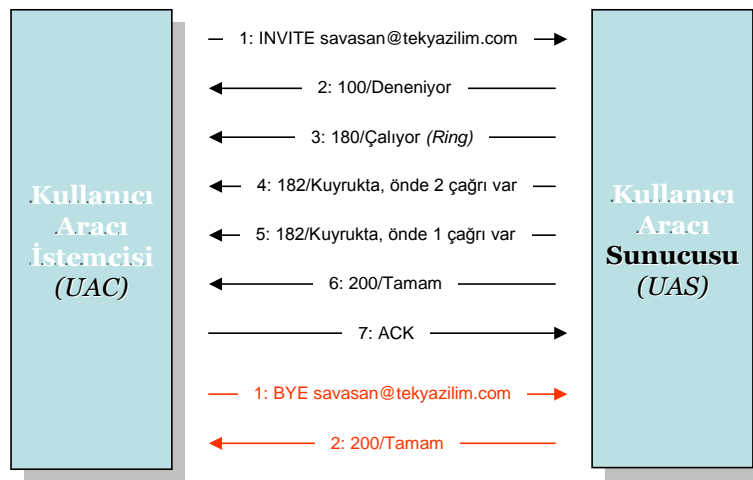 1: INVITE savasan@tekyazilim.com
2: 100/Deneniyor
3: 180/Çalıyor (Ring)
4: 182/Kuyrukta, önde 2 çağrı var
5: 182/Kuyrukta, önde 1 çağrı var
6: 200/Tamam
7: ACK
1: BYE savasan@tekyazilim.com
2: 200/Tamam
Kullanıcı
Aracı
İstemcisi
(UAC)
Kullanıcı
Aracı
Sunucusu
(UAS)